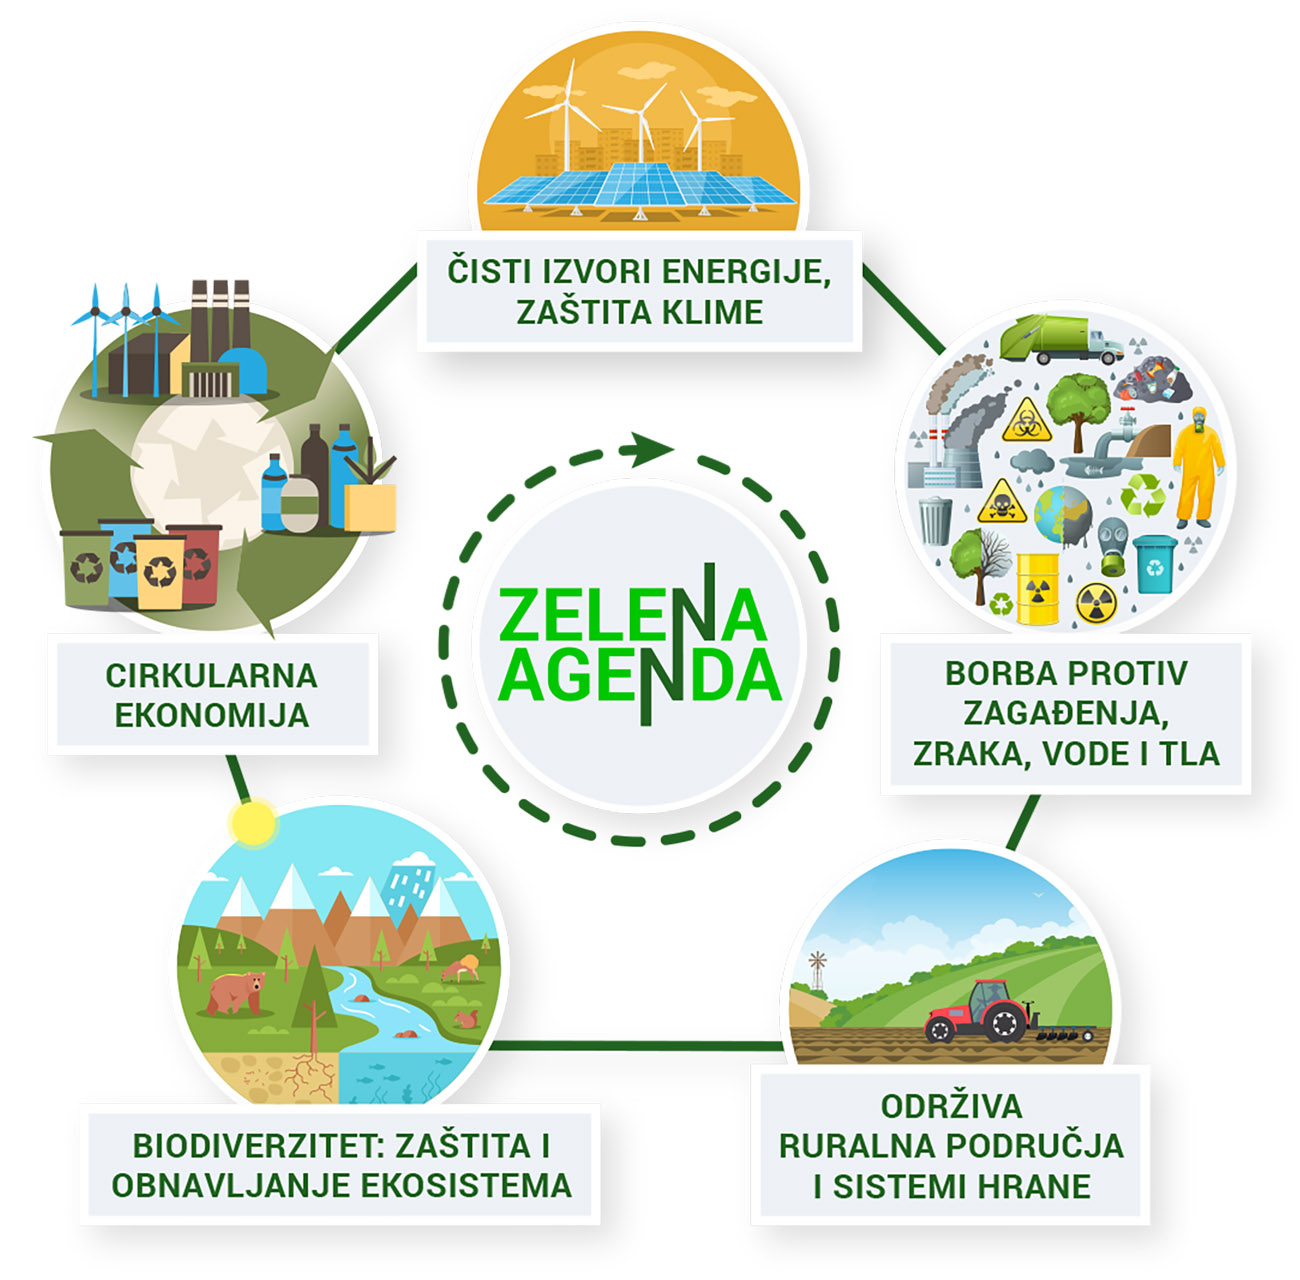 ČISTI IZVORI ENERGIJE,
ZAŠTITA KLIME
BORBA PROTIV
ZAGAĐENJA,
ZRAKA, VODE I TLA
ODRŽIVA
RURALNA PODRUČJA
I SISTEMI HRANE
BIODIVERZITET: ZAŠTITA I
OBNAVLJANJE EKOSISTEMA
CIRKULARNA
EKONOMIJA
ZELENA
AGENDA